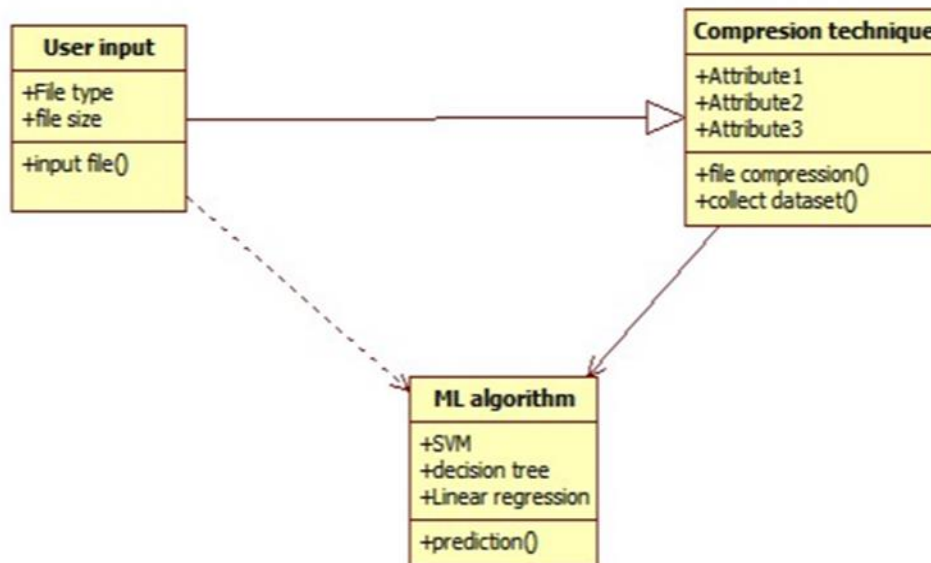 User input
+File type
+file size
+input file()
Compresion technique
+Attribute1
+Attribute2
+Attribute3
+file compression()
+collect dataset()
ML algorithm
+SVM
+decision tree
+Linear regression
+prediction()